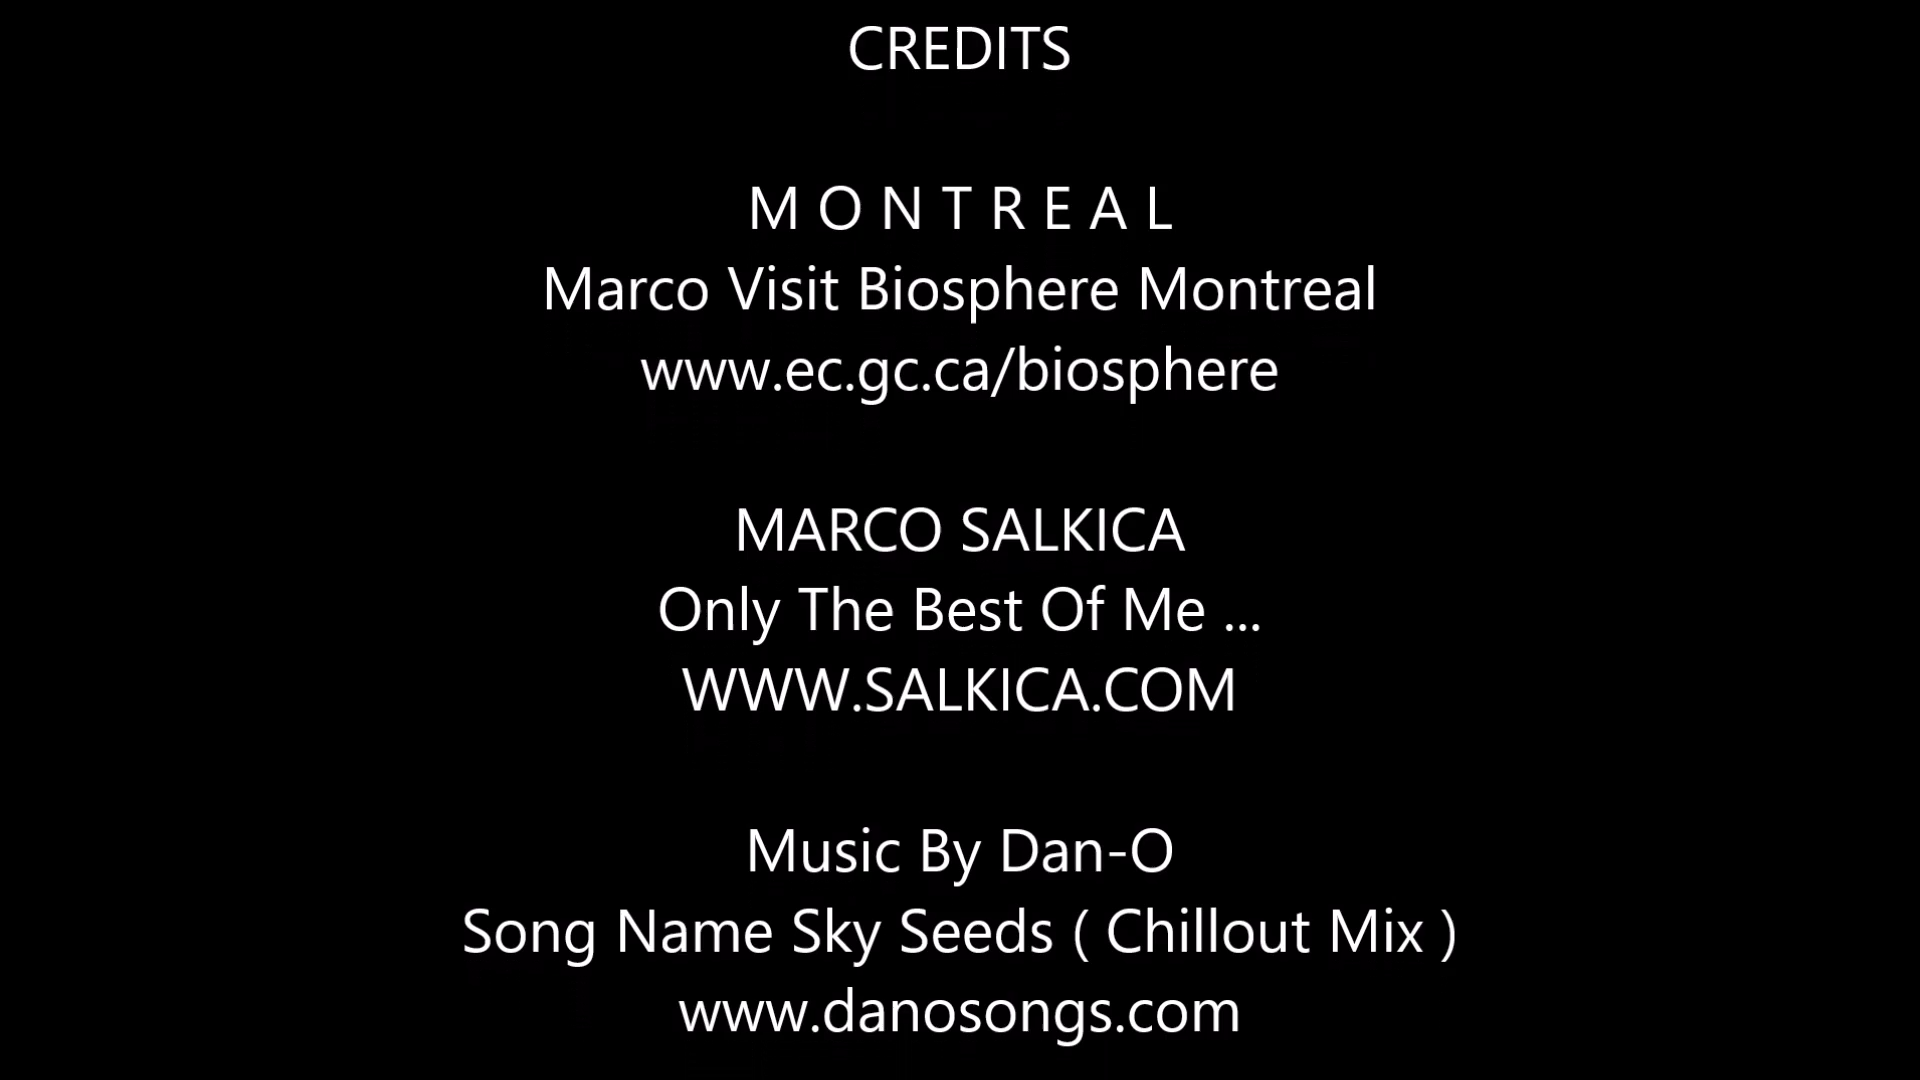 CREDITS
M O N T R E A L
Marco Visit Biosphere Montreal
www.ec.gc.ca/biosphere
MARCO SALKICA
Only The Best Of Me ...
WWW.SALKICA.COM
Music By Dan-O
Song Name Sky Seeds ( Chillout Mix )
www.danosongs.com